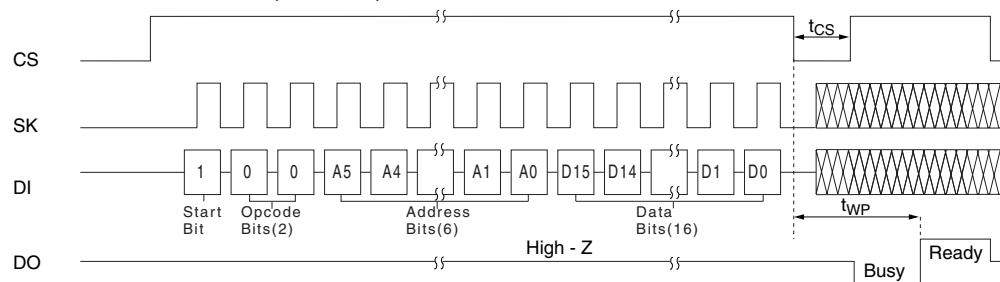 tCS
CS
SK
DI
1 0 0 A5 A4 A1 A0 D15 D14 D1 D0
Start Bit
Opcode Bits(2)
Address Bits(6)
Data Bits(16)
tWP
High - Z
DO
Busy
Ready